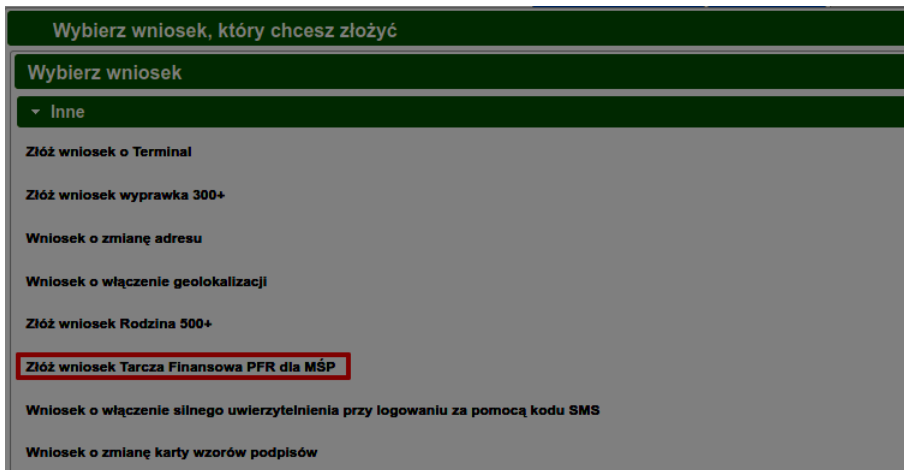 Wybierz wniosek, który chcesz złożyć
Wybierz wniosek
Inne
Złóż wniosek o Terminal
Złóż wniosek wyprawka 300+
Wniosek o zmianę adresu
Wniosek o włączenie geolokalizacji
Złóż wniosek Rodzina 500+
Złóż wniosek Tarcza Finansowa PFR dla MŚP
Wniosek o włączenie silnego uwierzytelnienia przy logowaniu za pomocą kodu SMS
Wniosek o zmianę karty wzorów podpisów